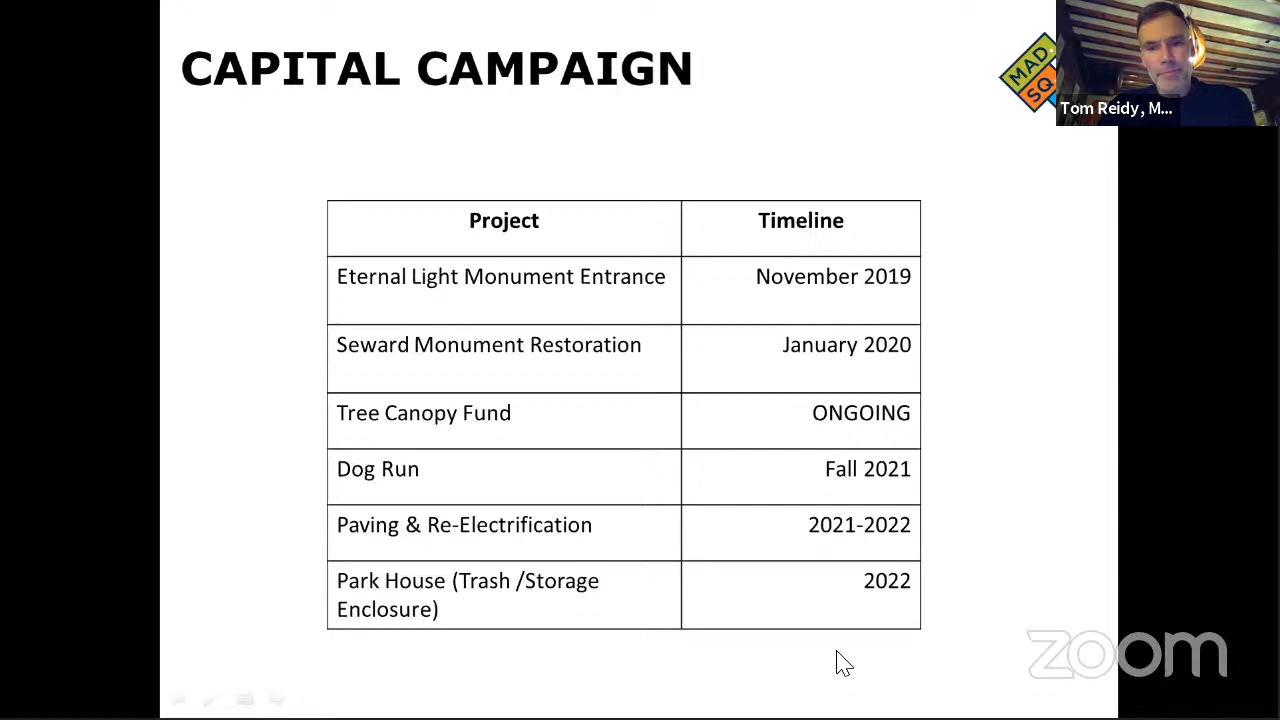 CAPITAL CAMPAIGN
MAD.
SQ
Tom Reidy, M...
Project Timeline
Eternal Light Monument Entrance November 2019
Seward Monument Restoration January 2020
Tree Canopy Fund ONGOING
Dog Run Fall 2021
Paving & Re-Electrification 2021-2022
Park House (Trash /Storage 2022
Enclosure)
zoom